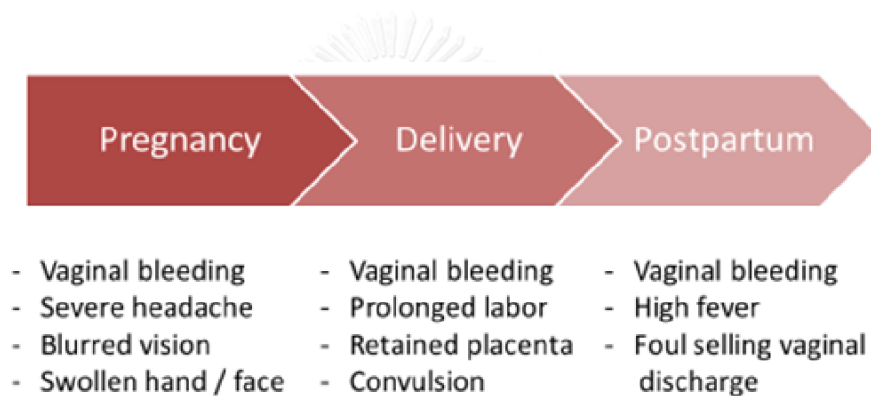 Pregnancy
Delivery
Postpartum
- Vaginal bleeding
- Severe headache
- Blurred vision
- Swollen hand / face
- Vaginal bleeding
- Prolonged labor
- Retained placenta
- Convulsion
- Vaginal bleeding
- High fever
- Foul selling vaginal
discharge